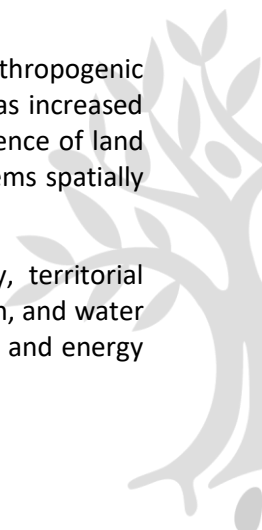 thropogenic
as increased
ence of land
ems spatially
y, territorial
n, and water
and energy